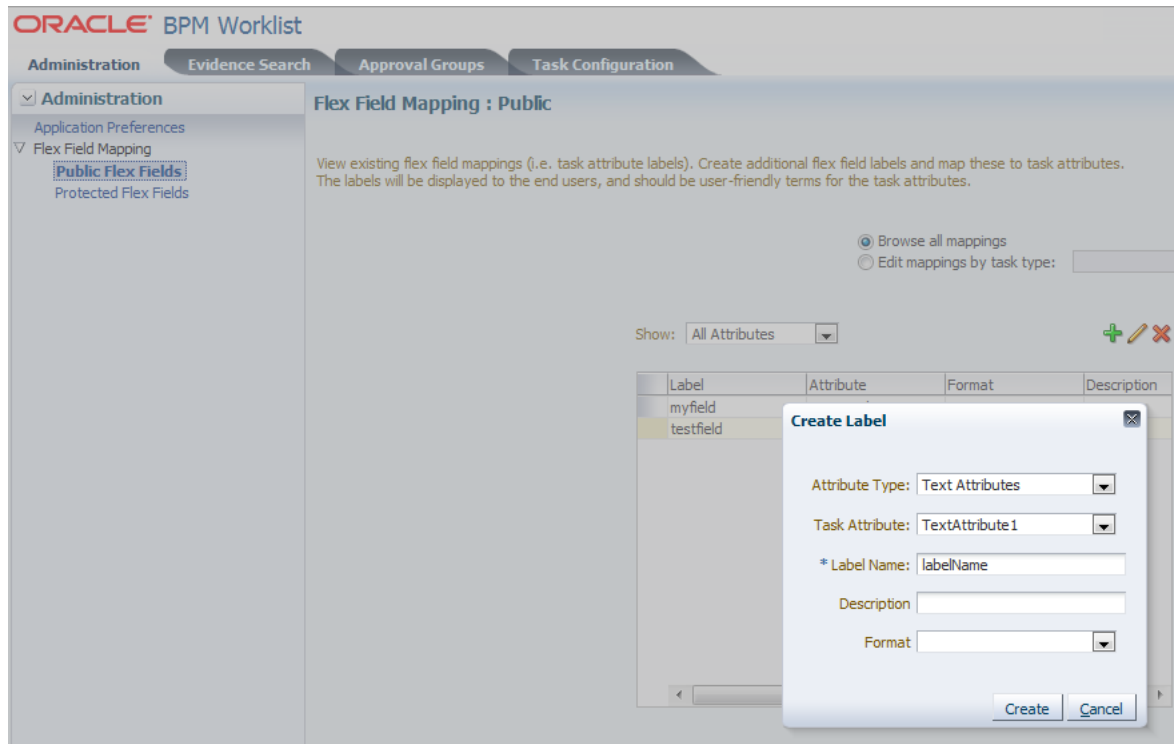 ORACLE® BPM Worklist
Administration Evidence Search Approval Groups Task Configuration
Administration
Application Preferences
Flex Field Mapping
Public Flex Fields
Protected Flex Fields
Flex Field Mapping : Public
View existing flex field mappings (i.e. task attribute labels). Create additional flex field labels and map these to task attributes.
The labels will be displayed to the end users, and should be user-friendly terms for the task attributes.
Browse all mappings
Edit mappings by task type:
Show: All Attributes
Label Attribute Format Description
myfield
testfield
Create Label
Attribute Type: Text Attributes
Task Attribute: TextAttribute1
* Label Name: labelName
Description
Format
Create Cancel